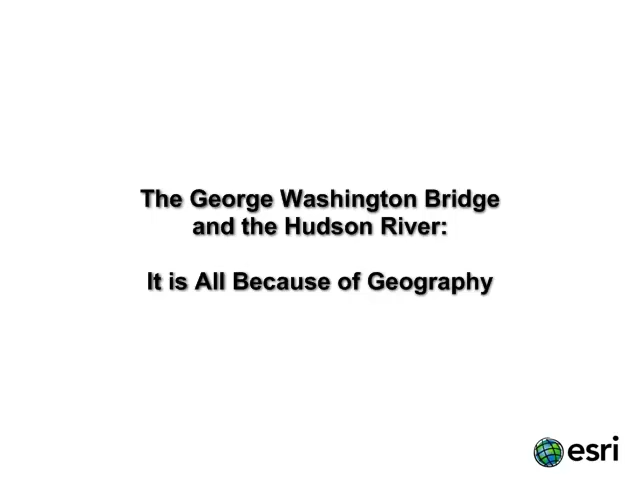 The George Washington Bridge
and the Hudson River:
It is All Because of Geography
esri